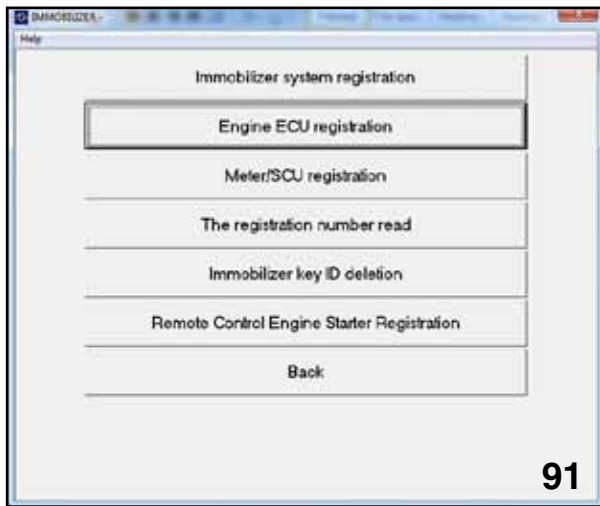 IMMOBILIZER -
Help
Immobilizer system registration
Engine ECU registration
Meter/SCU registration
The registration number read
Immobilizer key ID deletion
Remote Control Engine Starter Registration
Back
91